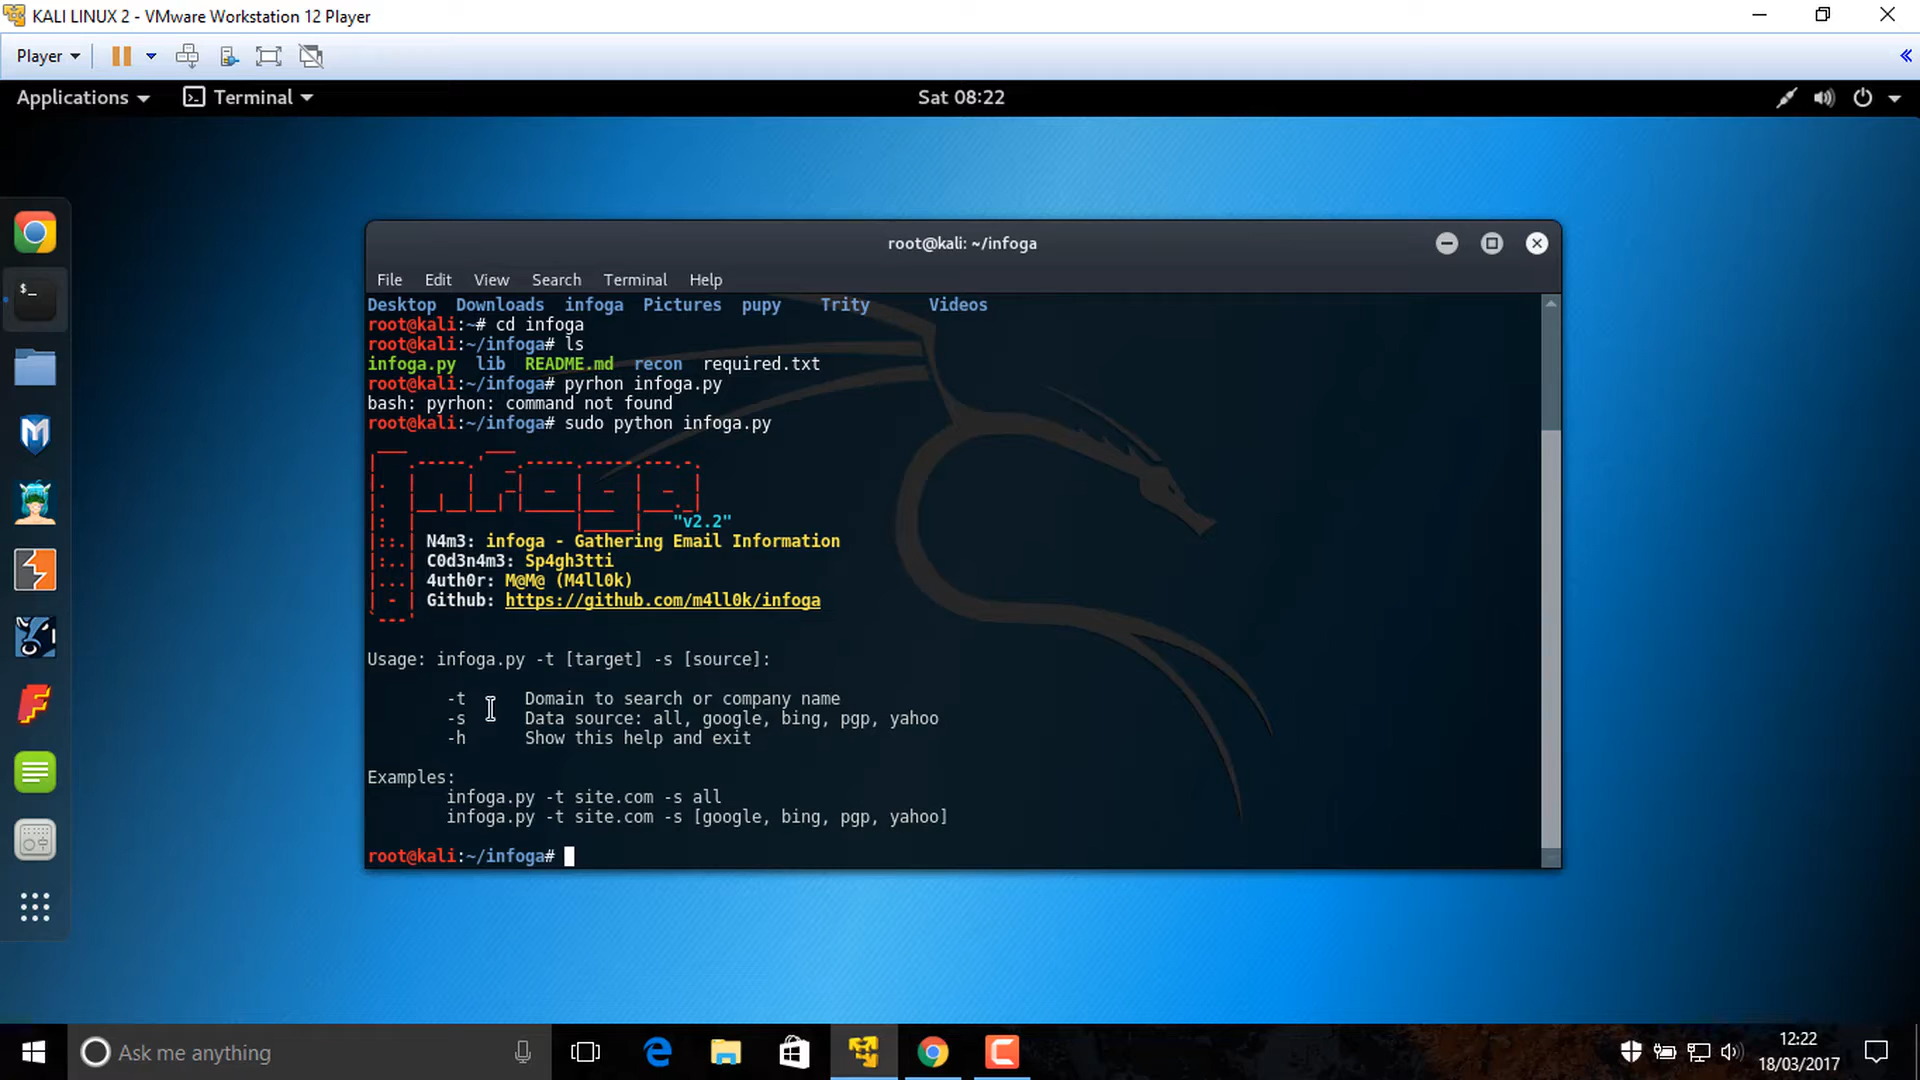 KALI LINUX 2 - VMware Workstation 12 Player
Player
Applications
Terminal
Sat 08:22
root@kali: ~/infoga
File Edit View Search Terminal Help
Desktop Downloads infoga Pictures pupy Trity Videos
root@kali:~# cd infoga
root@kali:~/infoga# ls
infoga.py lib README.md recon required.txt
root@kali:~/infoga# pyrhon infoga.py
bash: pyrhon: command not found
root@kali:~/infoga# sudo python infoga.py
"v2.2"
N4m3: infoga - Gathering Email Information
C0d3n4m3: Sp4gh3tti
4uth0r: M@M@ (M4ll0k)
Github: https://github.com/m4ll0k/infoga
Usage: infoga.py -t [target] -s [source]:
-t Domain to search or company name
-s Data source: all, google, bing, pgp, yahoo
-h Show this help and exit
Examples:
infoga.py -t site.com -s all
infoga.py -t site.com -s [google, bing, pgp, yahoo]
root@kali:~/infoga#
Ask me anything
12:22
18/03/2017